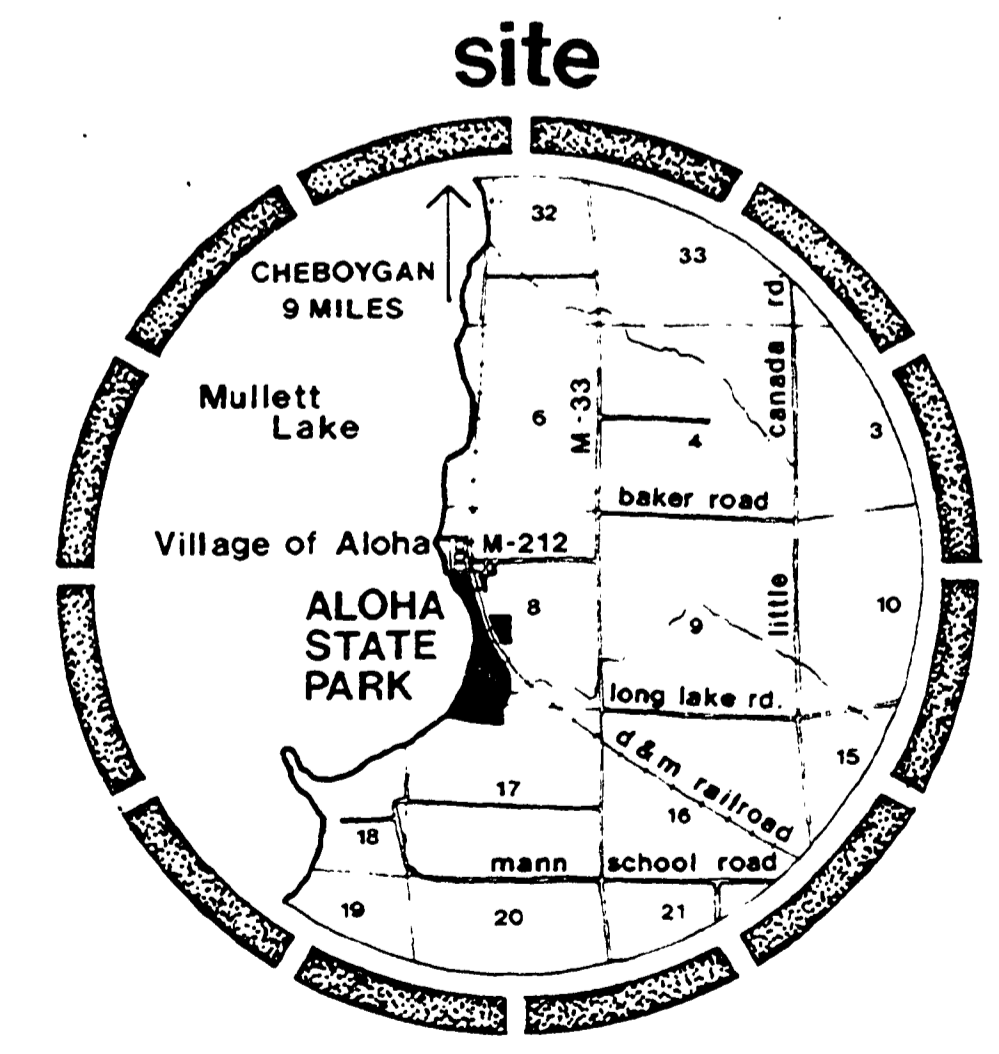 site
32
33
CHEBOYGAN
9 MILES
canada rd.
Mullett
Lake
6
M-33
4
3
baker road
Village of Aloha
M-212
ALOHA
STATE
PARK
8
9
little
10
long lake rd.
d & m railroad
15
17
16
18
mann school road
19
20
21